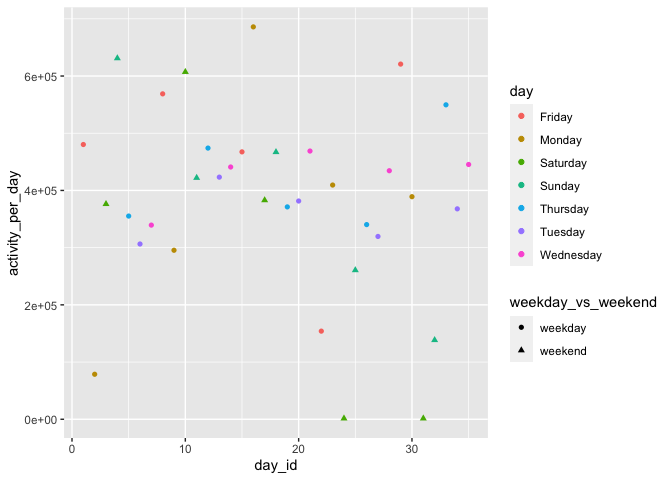 6e+05
4e+05
2e+05
0e+00
activity_per_day
0
10
20
30
day_id
day
Friday
Monday
Saturday
Sunday
Thursday
Tuesday
Wednesday
weekday_vs_weekend
weekday
weekend